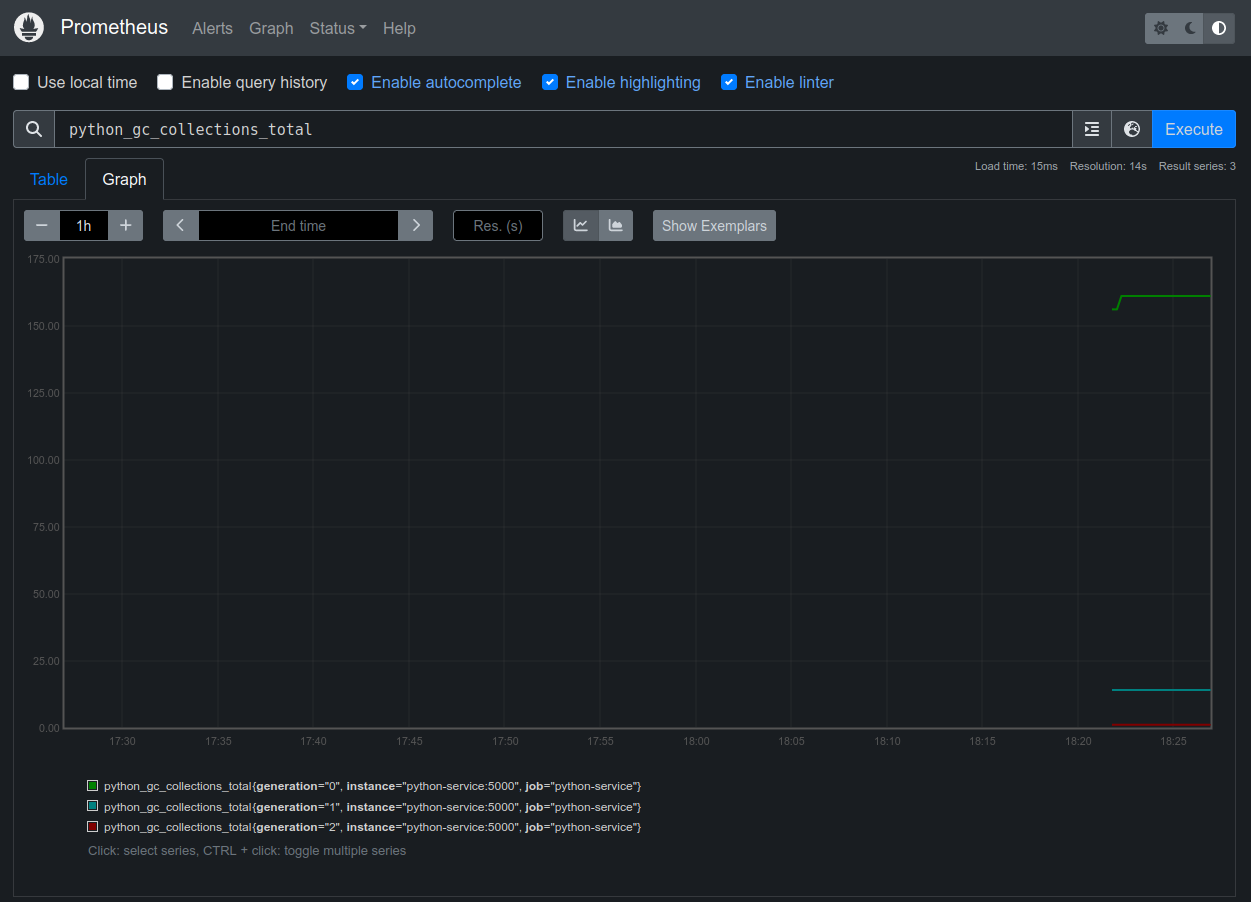 Prometheus Alerts Graph Status Help
Use local time Enable query history Enable autocomplete Enable highlighting Enable linter
python_gc_collections_total Execute
Load time: 15ms Resolution: 14s Result series: 3
Table Graph
1h End time Res. (s) Show Exemplars
175.00
150.00
125.00
100.00
75.00
50.00
25.00
0.00
17:30 17:35 17:40 17:45 17:50 17:55 18:00 18:05 18:10 18:15 18:20 18:25
python_gc_collections_total{generation="0", instance="python-service:5000", job="python-service"}
python_gc_collections_total{generation="1", instance="python-service:5000", job="python-service"}
python_gc_collections_total{generation="2", instance="python-service:5000", job="python-service"}
Click: select series, CTRL + click: toggle multiple series